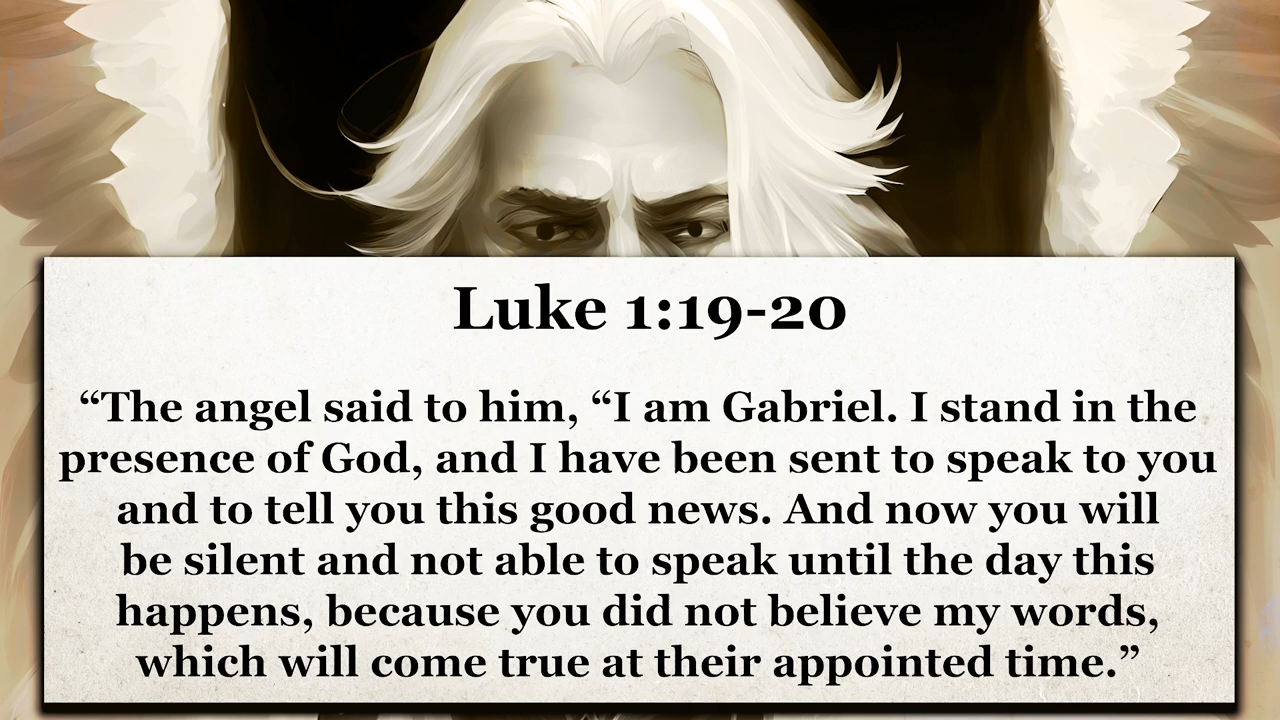 Luke 1:19-20
“The angel said to him, “I am Gabriel. I stand in the
presence of God, and I have been sent to speak to you
and to tell you this good news. And now you will
be silent and not able to speak until the day this
happens, because you did not believe my words,
which will come true at their appointed time.”